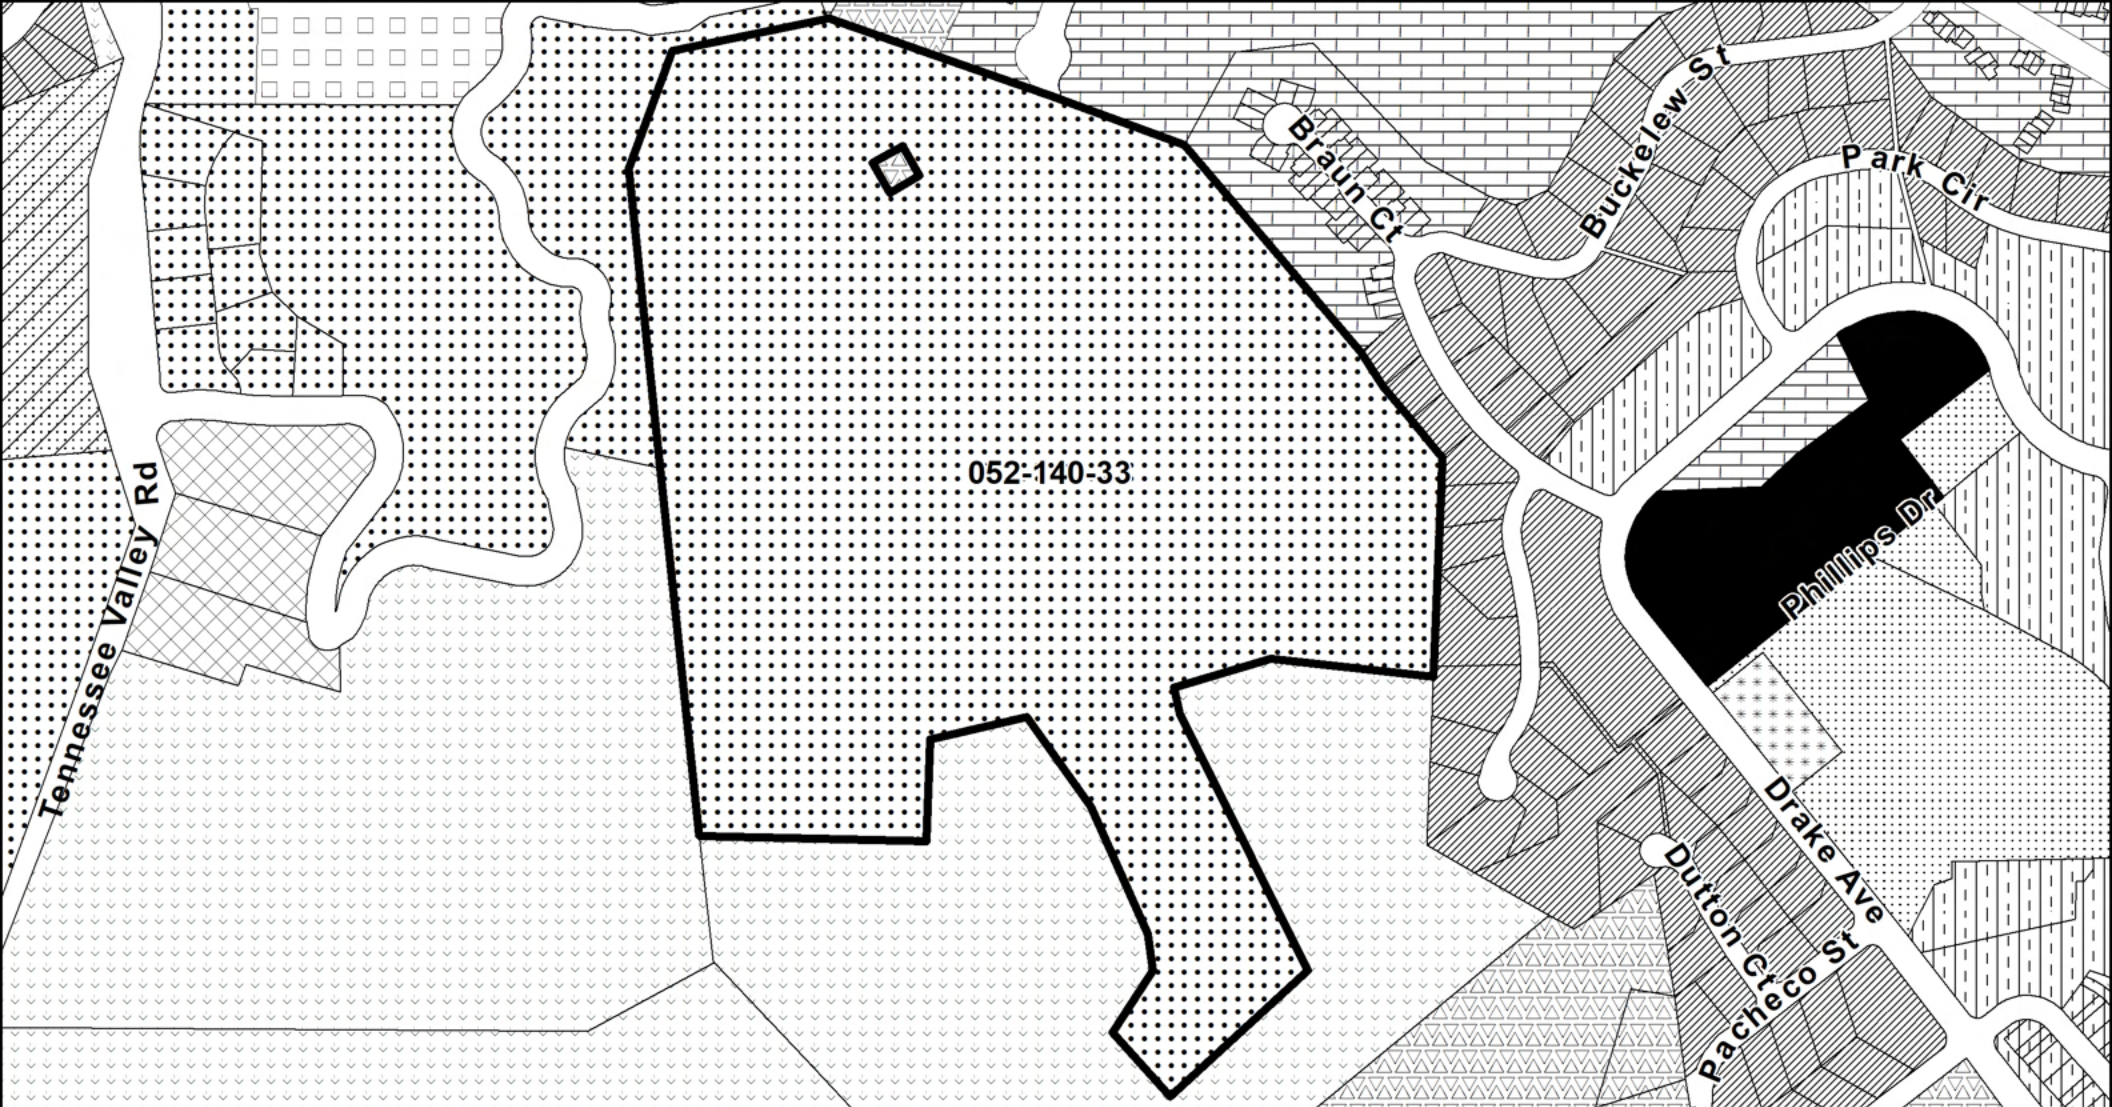 Buckelew St
Braun Ct
Park Cir
052-140-33
Tennessee Valley Rd
Phillips Dr
Drake Ave
Dutton Ct
Pacheco St